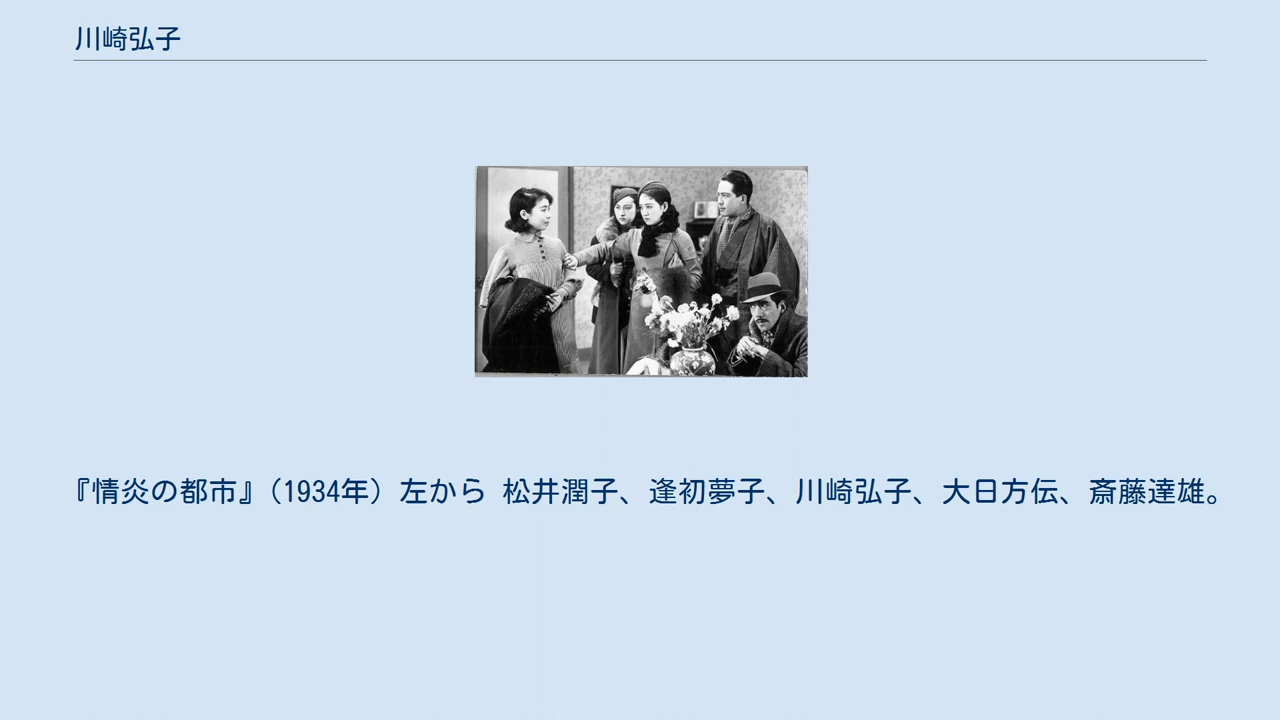 川崎弘子
『情炎の都市』（1934年）左から 松井潤子、逢初夢子、川崎弘子、大日方伝、斎藤達雄。